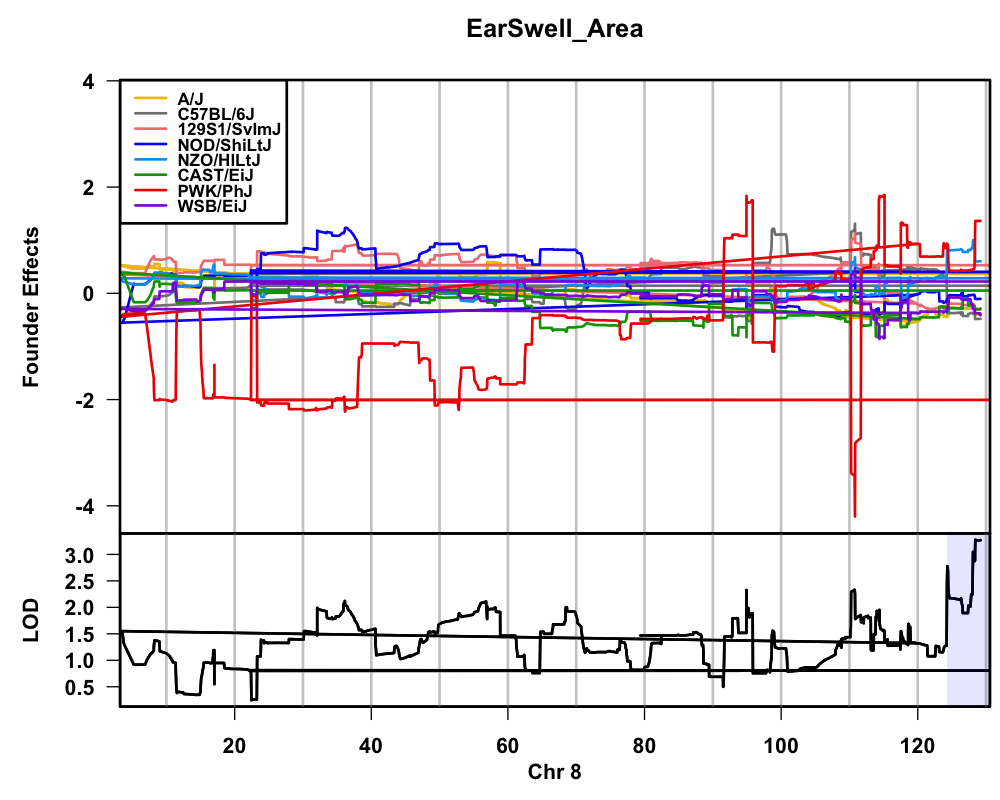 EarSwell_Area
4
2
0
-2
-4
Founder Effects
A/J
C57BL/6J
129S1/SvImJ
NOD/ShiLtJ
NZO/HlLtJ
CAST/EiJ
PWK/PhJ
WSB/EiJ
3.0
2.5
2.0
1.5
1.0
0.5
LOD
20 40 60 80 100 120
Chr 8